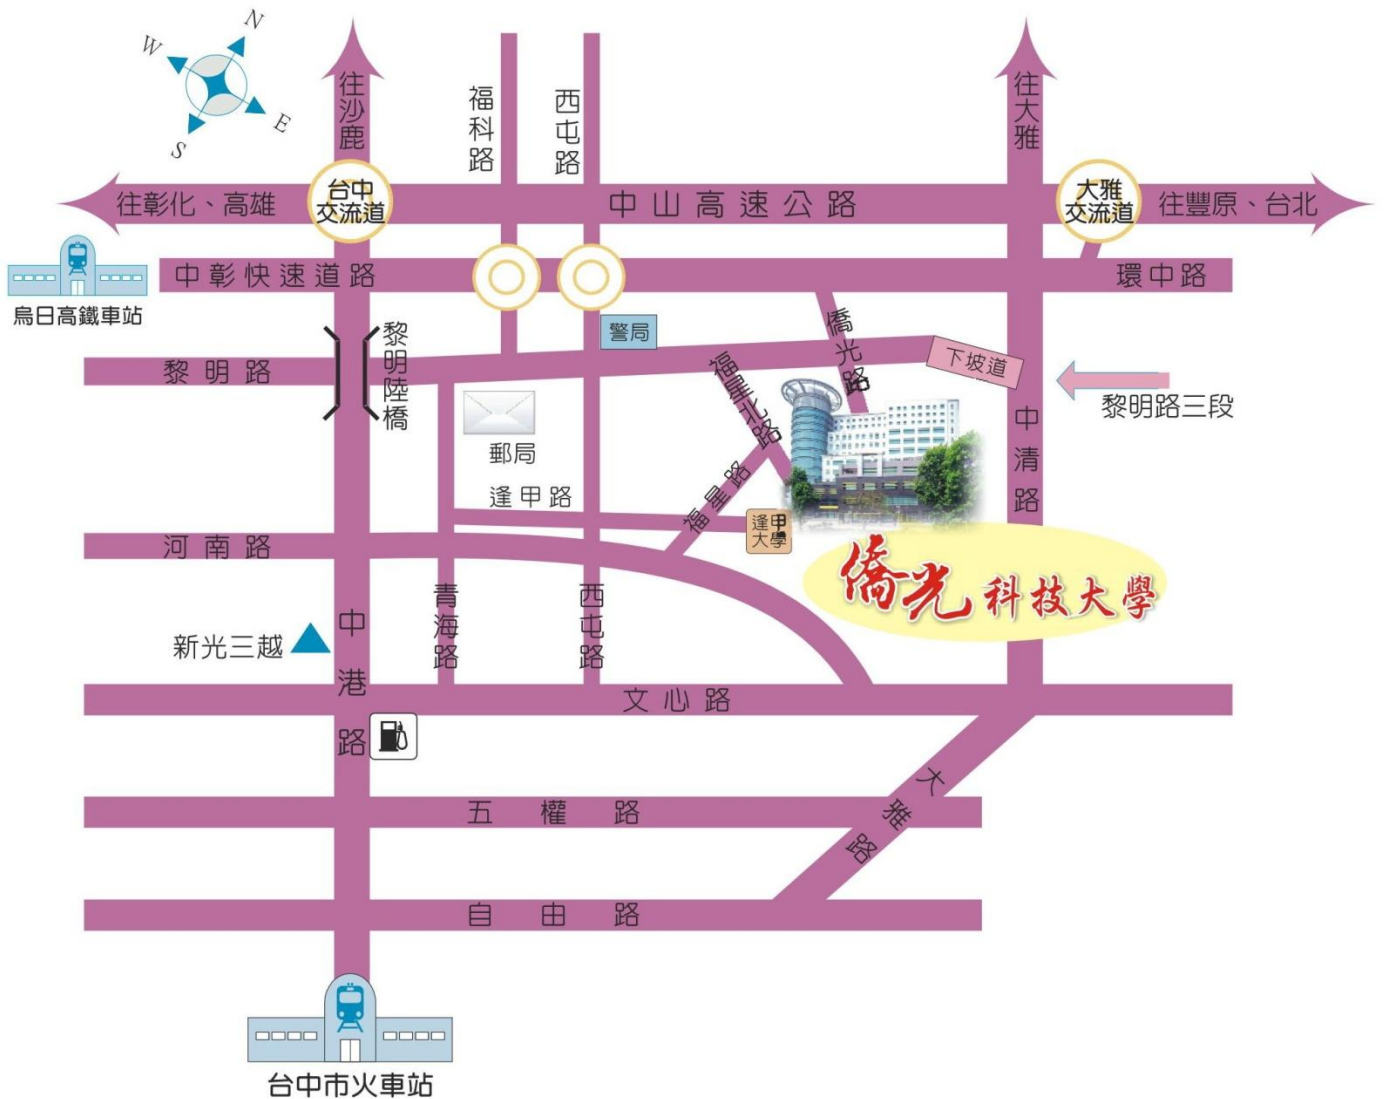 N
W
E
S
往沙鹿
福科路
西屯路
往大雅
往彰化、高雄
台中
交流道
中山高速公路
大雅
交流道
往豐原、台北
中彰快速道路
環中路
烏日高鐵車站
警局
僑光路
黎明路
黎明陸橋
福星北路
下坡道
黎明路三段
郵局
中清路
逢甲路
福星路
逢甲
大學
河南路
僑光科技大學
青海路
西屯路
新光三越
中港路
文心路
大雅路
五權路
自由路
台中市火車站